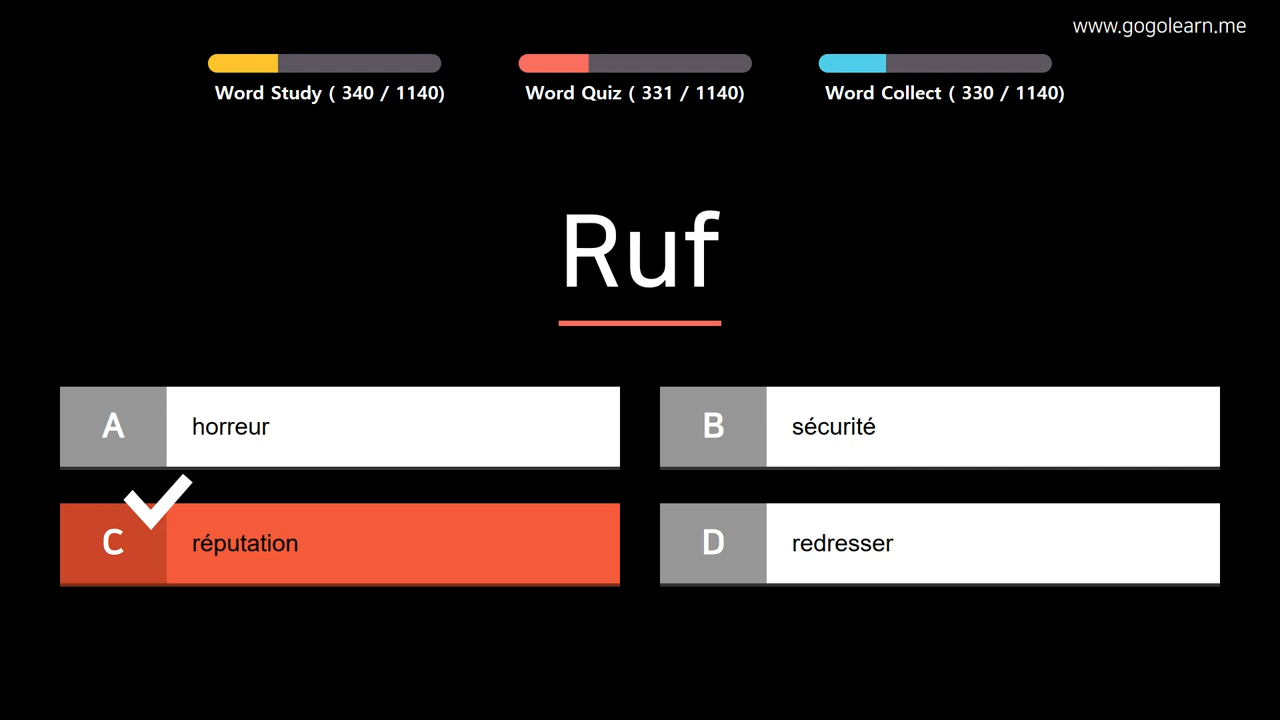 www.gogolearn.me
Word Study ( 340 / 1140)
Word Quiz ( 331 / 1140)
Word Collect ( 330 / 1140)
Ruf
A horreur
B sécurité
C réputation
D redresser